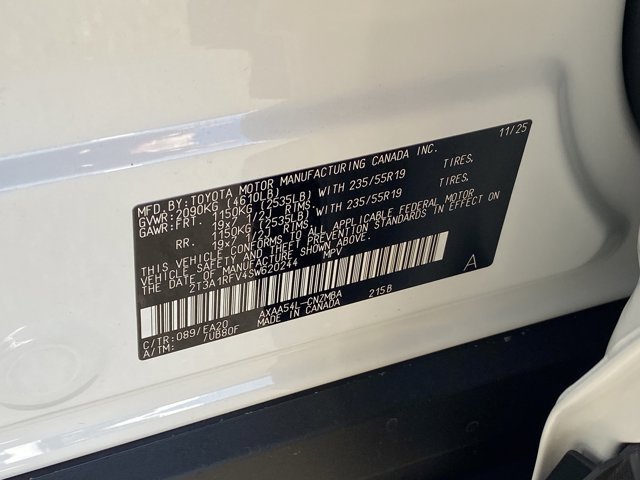 MFD.BY:TOYOTA MOTOR MANUFACTURING CANADA INC. 11/25
GVWR:2090KG (4610LB)
GAWR:FRT. 1150KG (2535LB) WITH 235/55R19 TIRES.
19x7 1/2J RIMS.
RR. 1150KG (2535LB) WITH 235/55R19 TIRES.
19x7 1/2J RIMS.
THIS VEHICLE CONFORMS TO ALL APPLICABLE FEDERAL MOTOR
VEHICLE SAFETY AND THEFT PREVENTION STANDARDS IN EFFECT
ON THE DATE OF MANUFACTURE SHOWN ABOVE.
2T3A1RFV4SW620244 MPV
A
C/TR:089/EA20 AXAA54L-CNZMBA 215B
A/TM: 7UB80F MADE IN CANADA